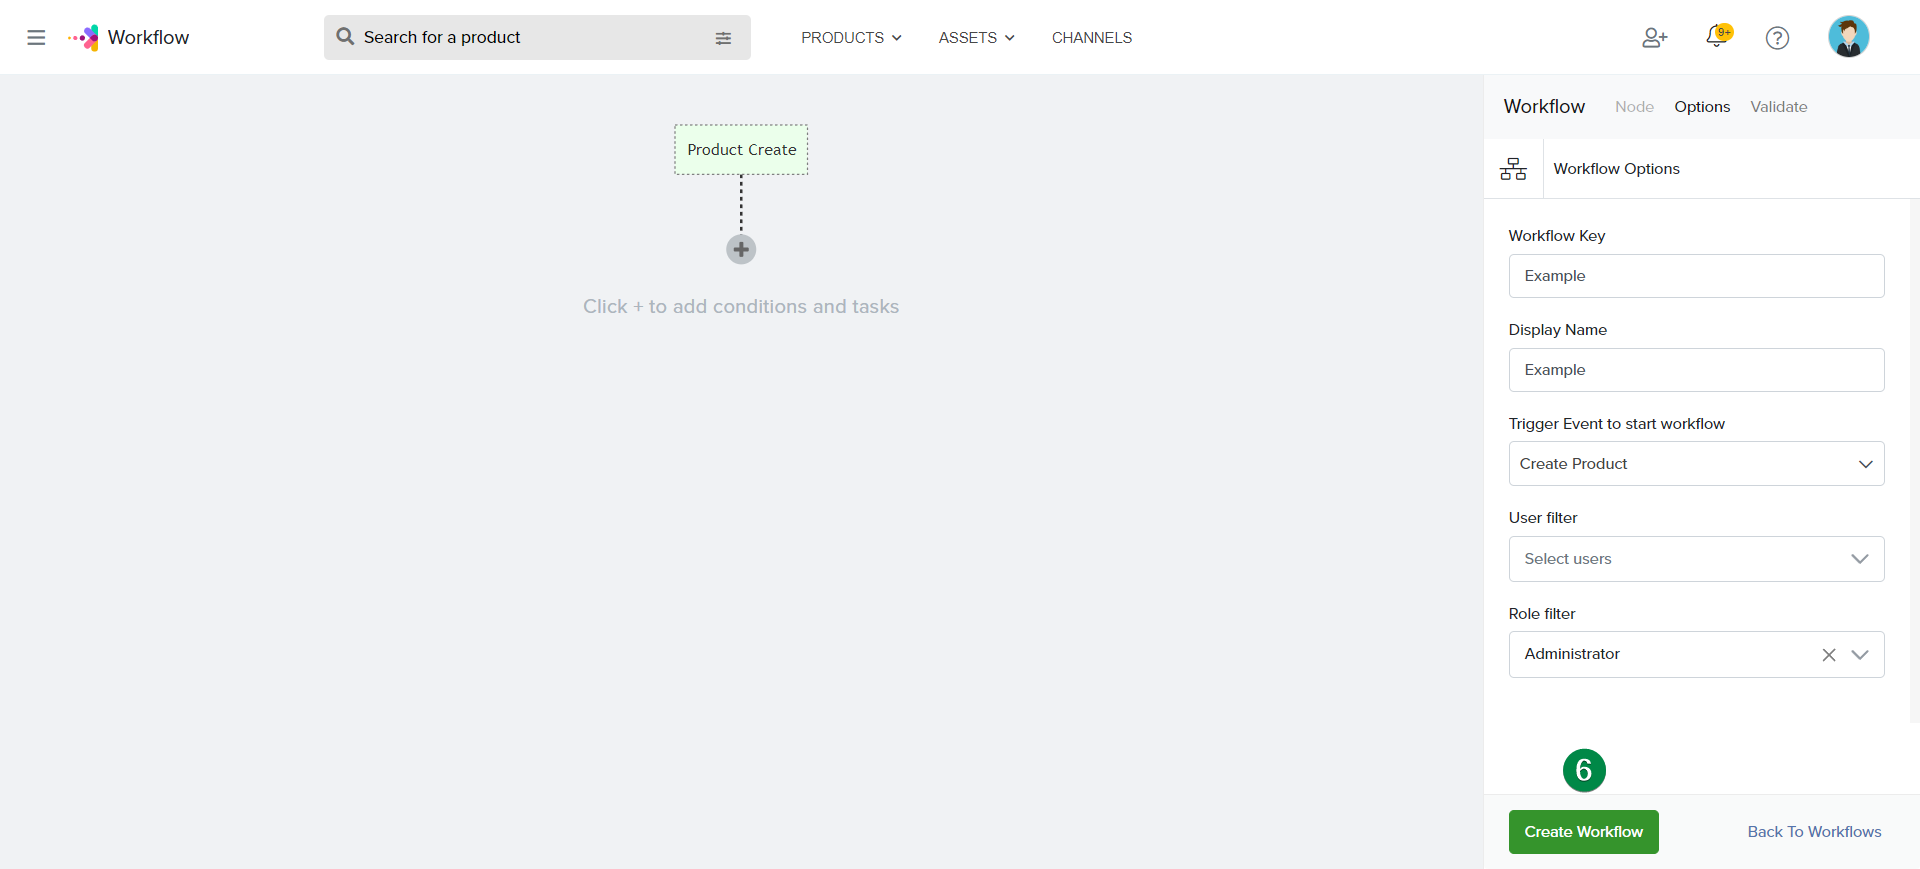 Workflow
Search for a product
PRODUCTS
ASSETS
CHANNELS
9+
?
Product Create
Click + to add conditions and tasks
Workflow
Node
Options
Validate
Workflow Options
Workflow Key
Example
Display Name
Example
Trigger Event to start workflow
Create Product
User filter
Select users
Role filter
Administrator
6
Create Workflow
Back To Workflows